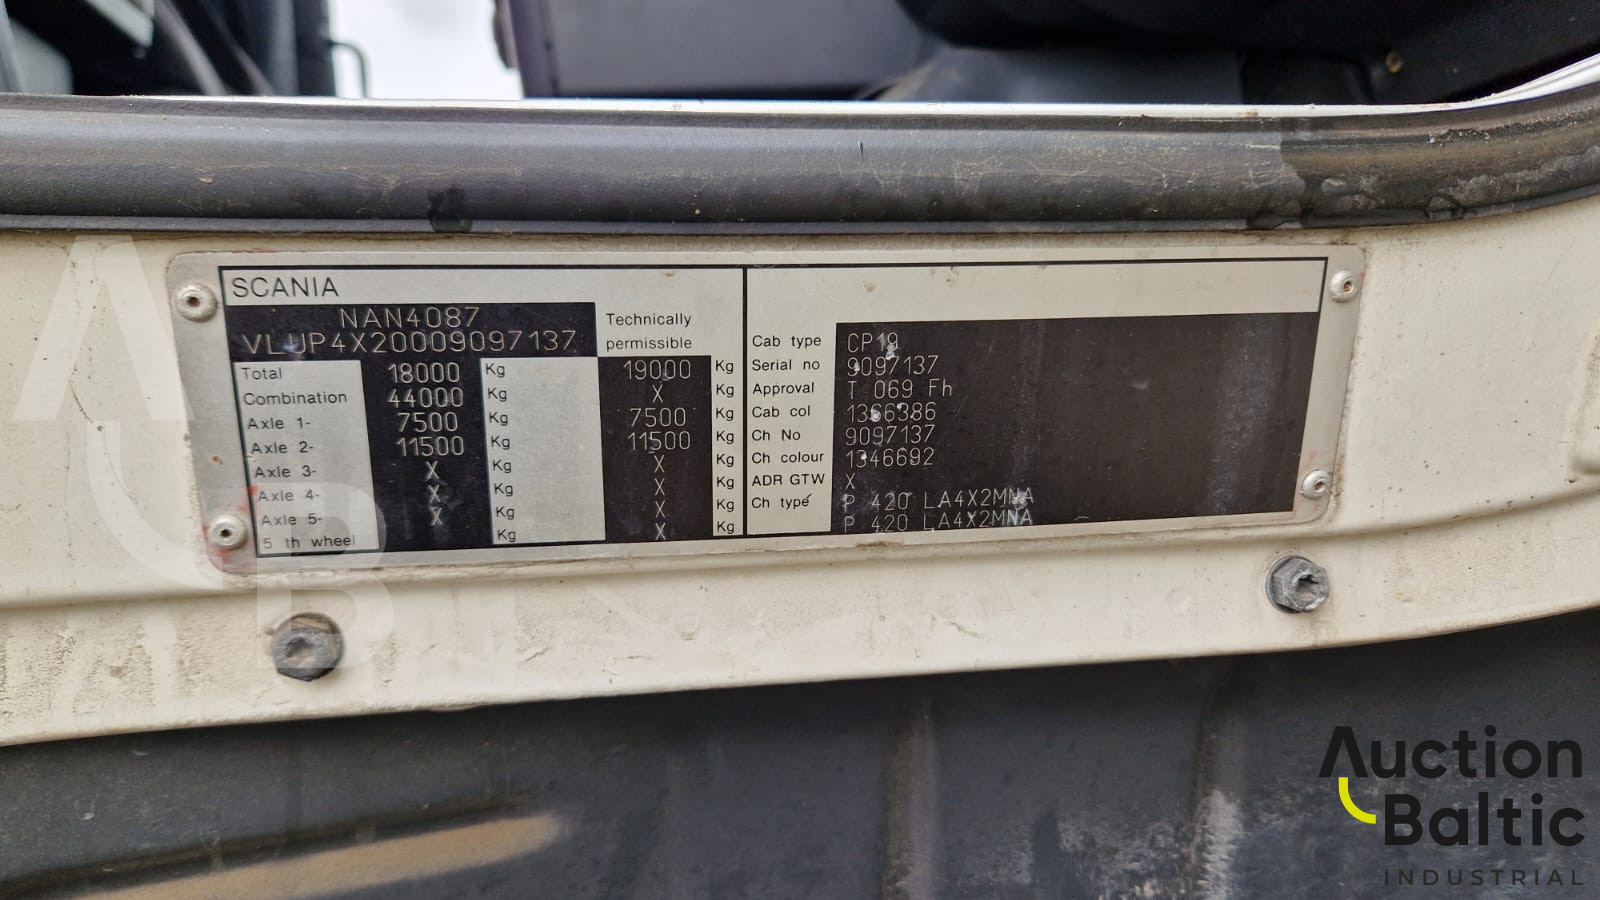 SCANIA
NAN4087
VLUP4X20009097137
Technically
permissible
Total 18000 Kg 19000 Kg
Combination 44000 Kg X Kg
Axle 1- 7500 Kg 7500 Kg
Axle 2- 11500 Kg 11500 Kg
Axle 3- X Kg X Kg
Axle 4- X Kg X Kg
Axle 5- X Kg X Kg
5 th wheel Kg X Kg
Cab type CP19
Serial no 9097137
Approval T 069 Fh
Cab col 1366386
Ch No 9097137
Ch colour 1346692
ADR GTW X
Ch type P 420 LA4X2MNA
P 420 LA4X2MNA
AB
Auction
Baltic
INDUSTRIAL